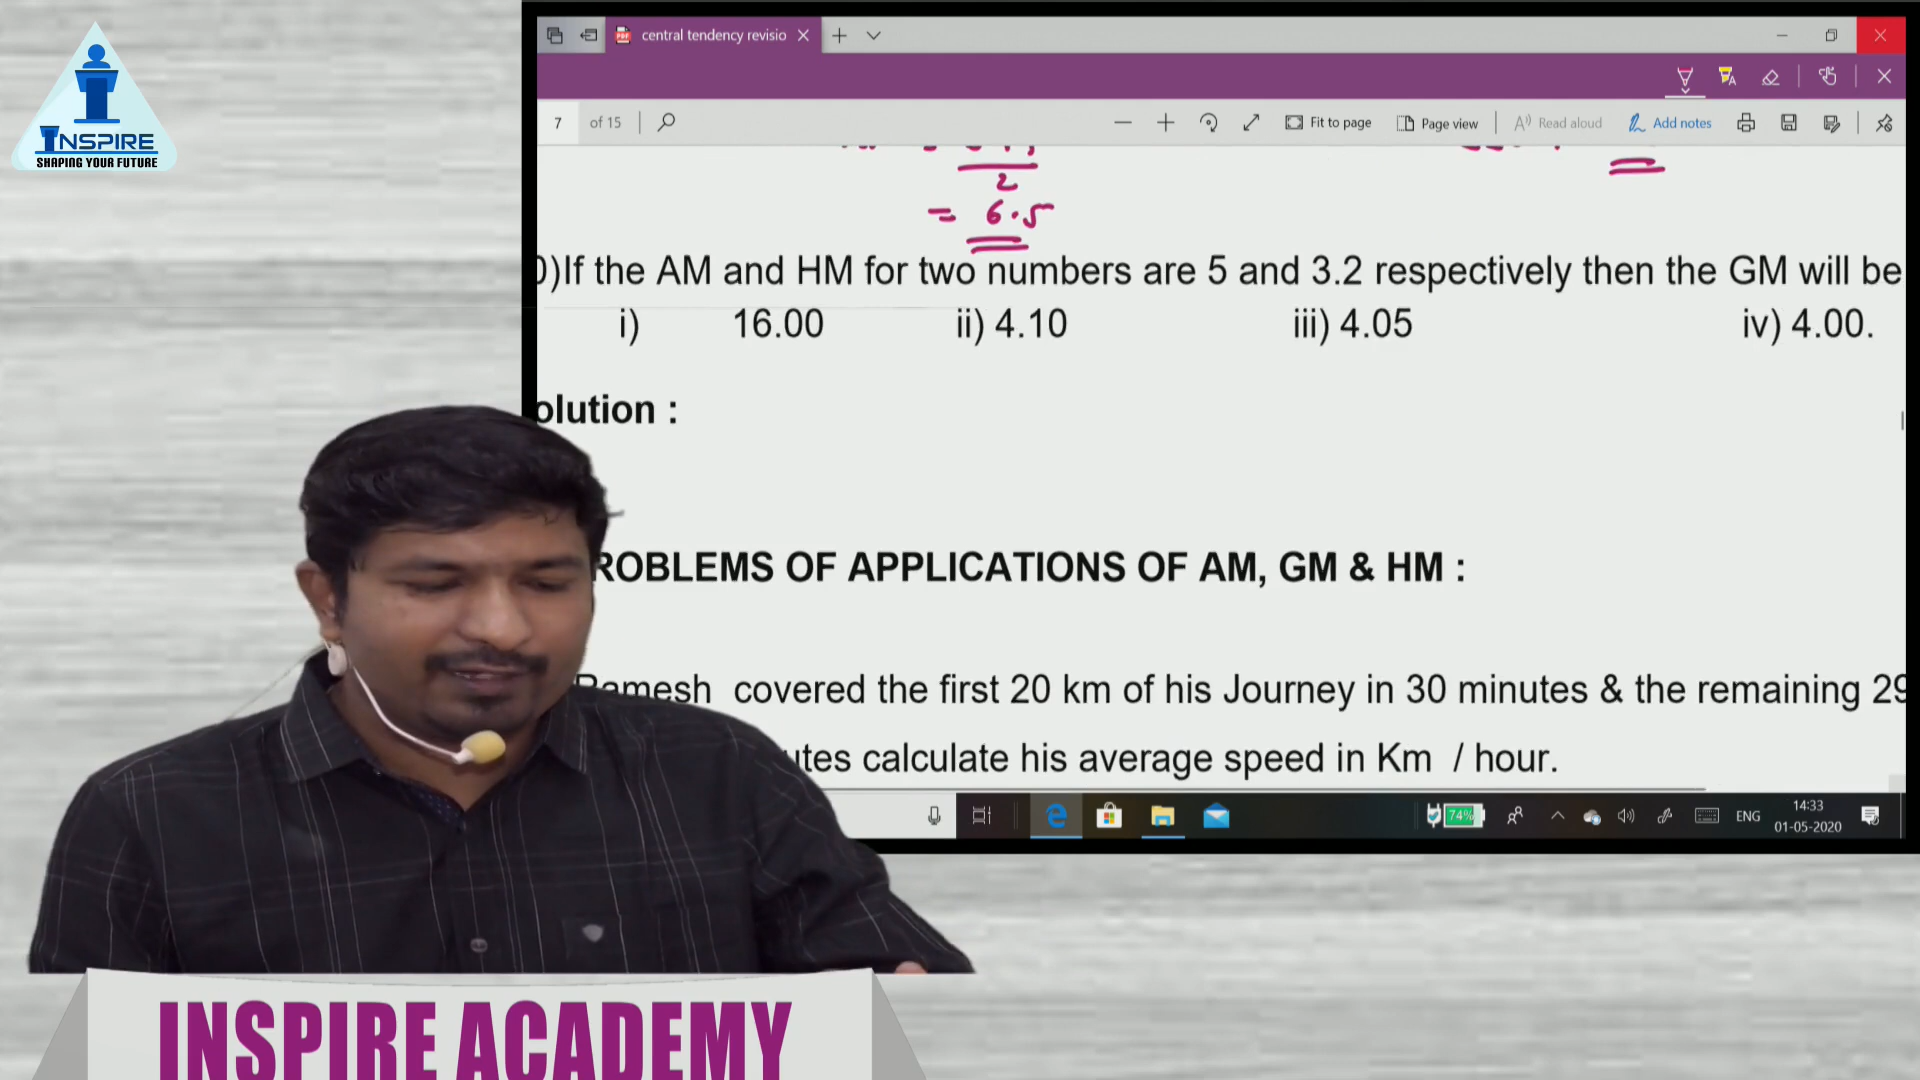 INSPIRE
SHAPING YOUR FUTURE
central tendency revisio
7 of 15
Fit to page
Page view
Read aloud
Add notes
2
= 6.5
0)If the AM and HM for two numbers are 5 and 3.2 respectively then the GM will be
i) 16.00 ii) 4.10 iii) 4.05 iv) 4.00.
olution :
ROBLEMS OF APPLICATIONS OF AM, GM & HM :
Ramesh covered the first 20 km of his Journey in 30 minutes & the remaining 29
utes calculate his average speed in Km / hour.
74%
ENG
14:33
01-05-2020
INSPIRE ACADEMY